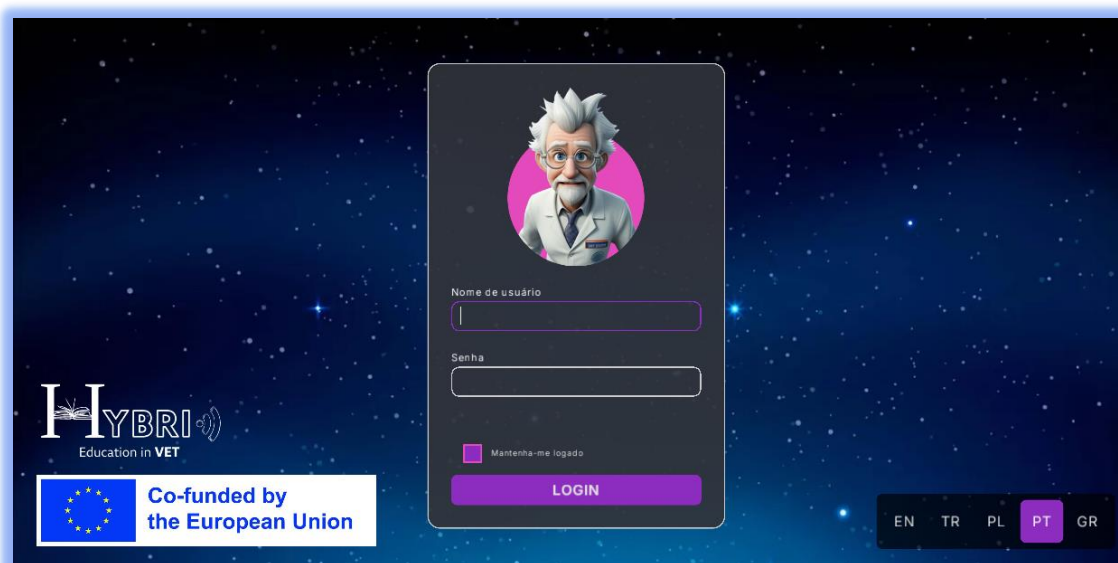 Nome de usuário
Senha
Mantenha-me logado
LOGIN
HYBRID
Education in VET
Co-funded by
the European Union
EN TR PL PT GR